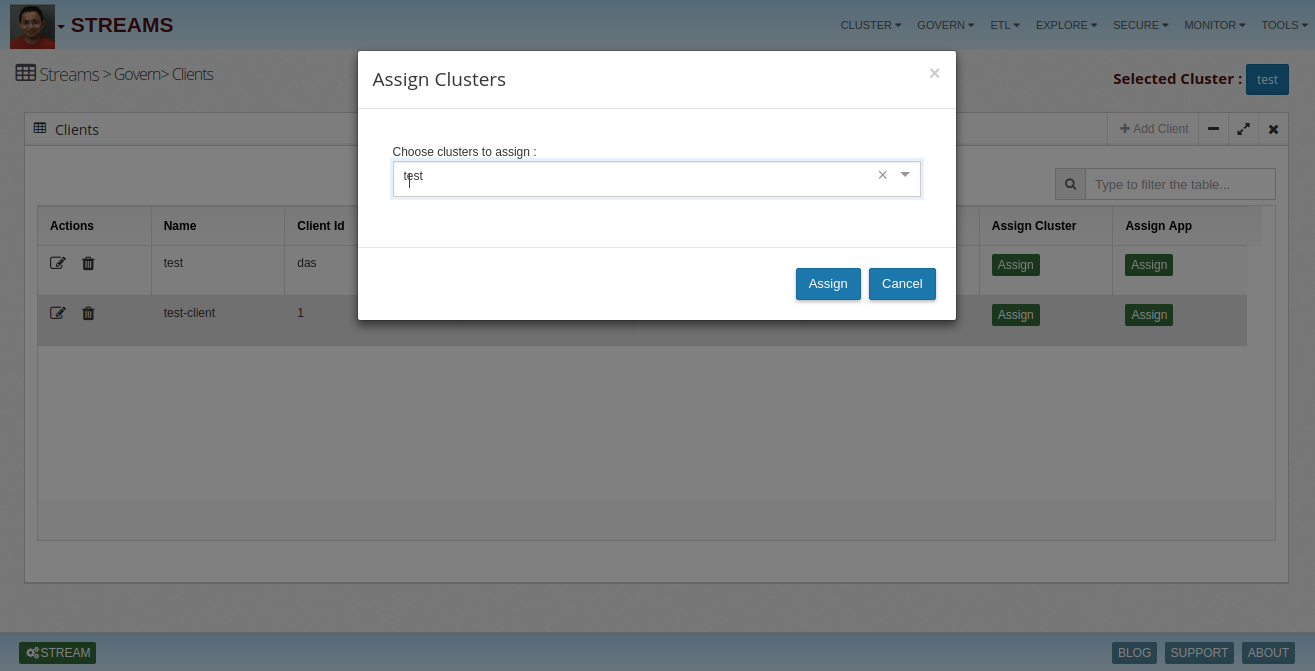 STREAMS
CLUSTER GOVERN ETL EXPLORE SECURE MONITOR TOOLS
Streams > Govern> Clients
Selected Cluster : test
Assign Clusters ×
Clients
+ Add Client
Choose clusters to assign :
test ×
Type to filter the table...
Actions Name Client Id Assign Cluster Assign App
test das Assign Assign
Assign Cancel
test-client 1 Assign Assign
STREAM
BLOG SUPPORT ABOUT